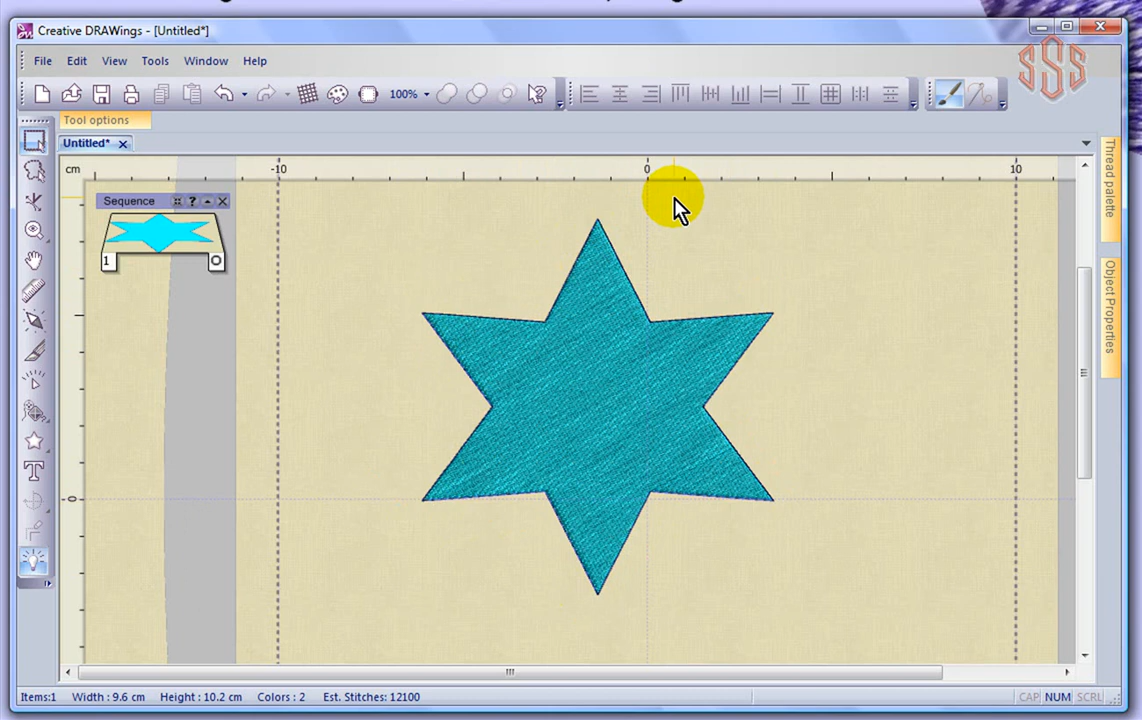 Creative DRAWings - [Untitled*]
SSS
File Edit View Tools Window Help
100%
Tool options
Untitled*
cm -10 0 10
Sequence
1
0
Thread palette
Object Properties
Items:1 Width : 9.6 cm Height : 10.2 cm Colors : 2 Est. Stitches: 12100 CAP NUM SCRL